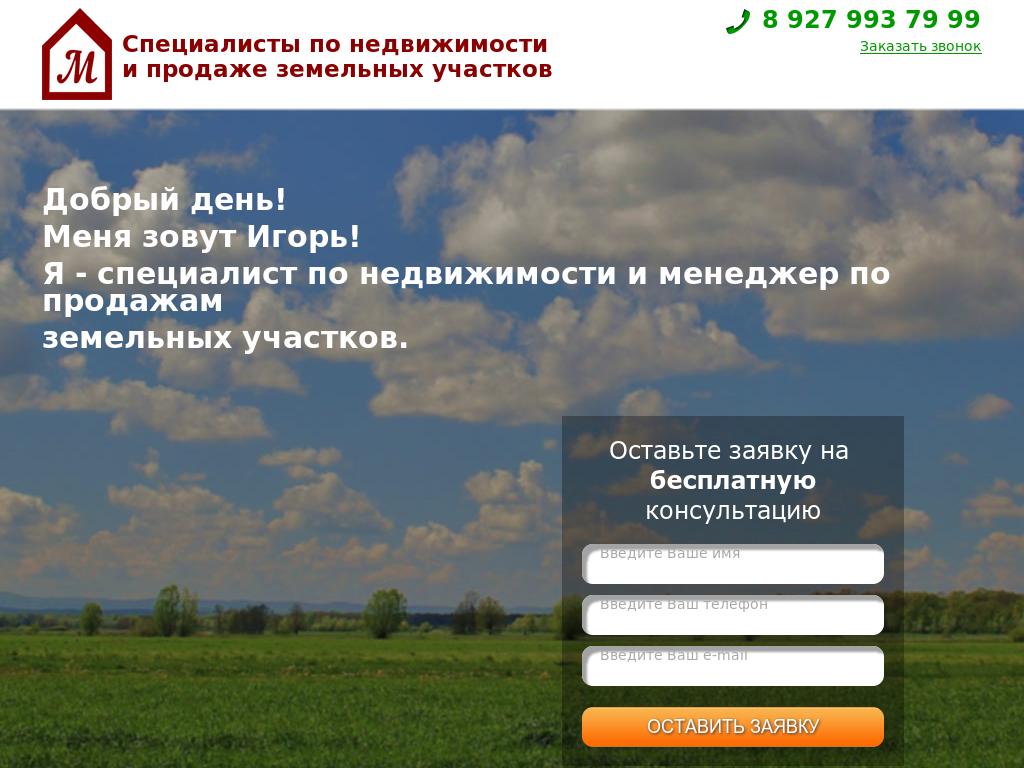 М
Специалисты по недвижимости
и продаже земельных участков
8 927 993 79 99
Заказать звонок
Добрый день!
Меня зовут Игорь!
Я - специалист по недвижимости и менеджер по
продажам
земельных участков.
Оставьте заявку на
бесплатную
консультацию
Введите Ваше имя
Введите Ваш телефон
Введите Ваш e-mail
ОСТАВИТЬ ЗАЯВКУ